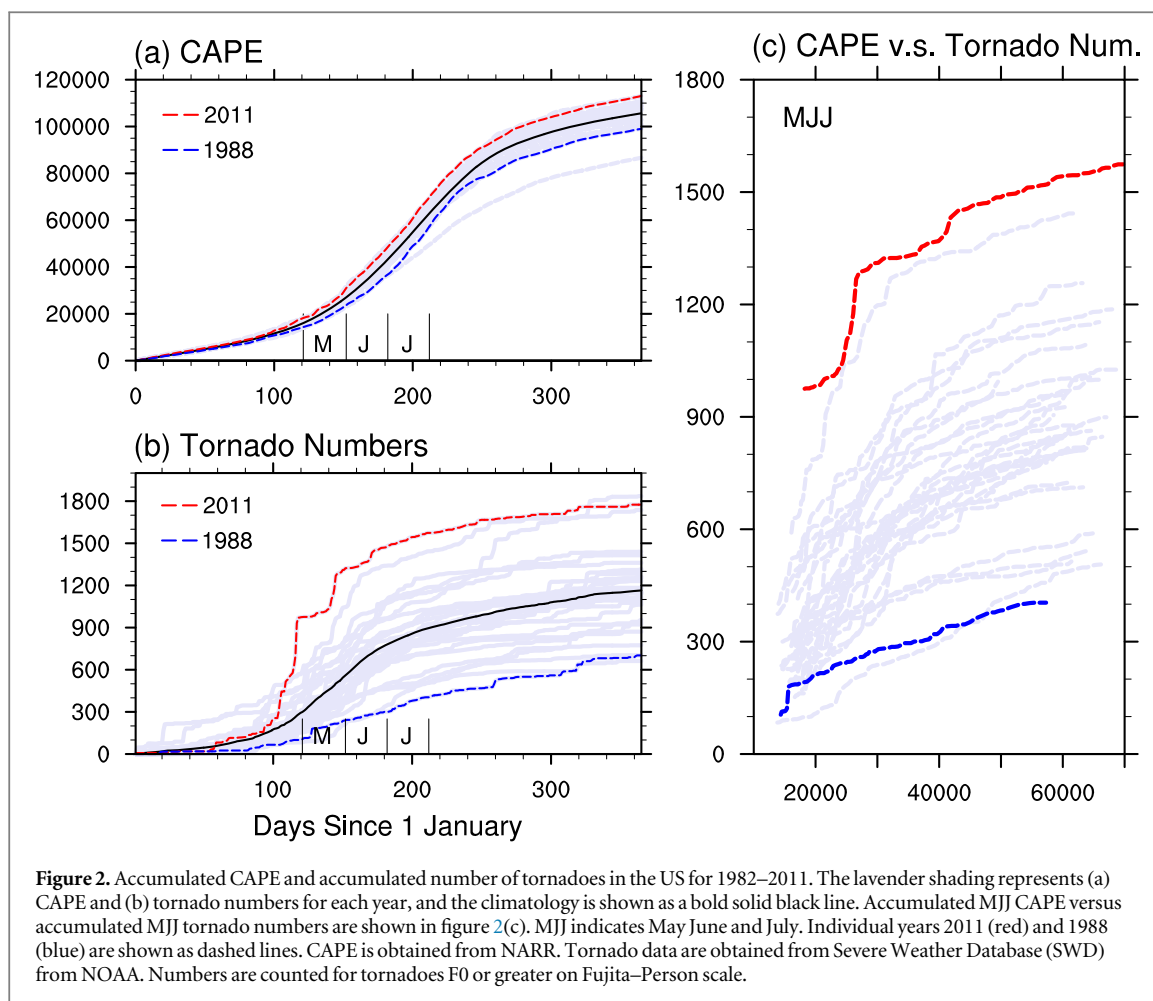 (a) CAPE
120000
100000
80000
60000
40000
20000
0
2011
1988
M J J
0 100 200 300
(b) Tornado Numbers
1800
1500
1200
900
600
300
0
2011
1988
M J J
100 200 300
Days Since 1 January
(c) CAPE v.s. Tornado Num.
1800
1500
1200
900
600
300
0
MJJ
20000 40000 60000
Figure 2. Accumulated CAPE and accumulated number of tornadoes in the US for 1982–2011. The lavender shading represents (a)
CAPE and (b) tornado numbers for each year, and the climatology is shown as a bold solid black line. Accumulated MJJ CAPE versus
accumulated MJJ tornado numbers are shown in figure 2(c). MJJ indicates May June and July. Individual years 2011 (red) and 1988
(blue) are shown as dashed lines. CAPE is obtained from NARR. Tornado data are obtained from Severe Weather Database (SWD)
from NOAA. Numbers are counted for tornadoes F0 or greater on Fujita–Person scale.